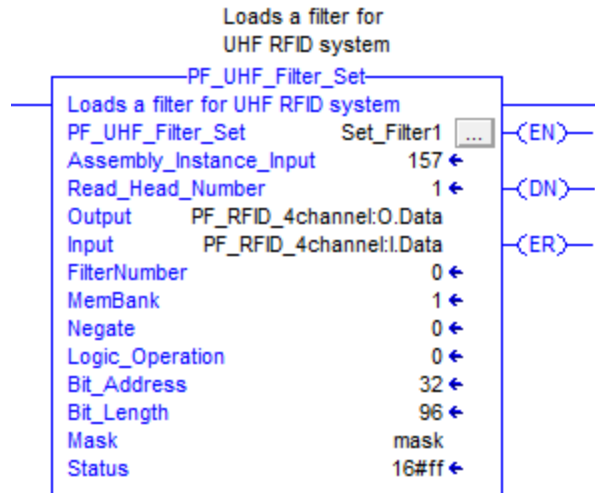 Loads a filter for
UHF RFID system
PF_UHF_Filter_Set
Loads a filter for UHF RFID system
PF_UHF_Filter_Set Set_Filter1 ... EN
Assembly_Instance_Input 157
Read_Head_Number 1 DN
Output PF_RFID_4channel:O.Data
Input PF_RFID_4channel:I.Data ER
FilterNumber 0
MemBank 1
Negate 0
Logic_Operation 0
Bit_Address 32
Bit_Length 96
Mask mask
Status 16#ff